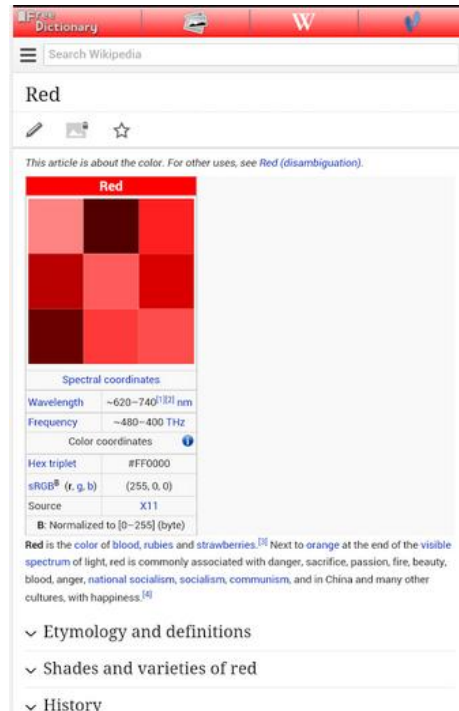 Free
Dictionary
W
Search Wikipedia
Red
This article is about the color. For other uses, see Red (disambiguation).
Red
Spectral coordinates
Wavelength ~620–740[1][2] nm
Frequency ~480–400 THz
Color coordinates
Hex triplet #FF0000
sRGBB (r, g, b) (255, 0, 0)
Source X11
B: Normalized to [0–255] (byte)
Red is the color of blood, rubies and strawberries.[3] Next to orange at the end of the visible
spectrum of light, red is commonly associated with danger, sacrifice, passion, fire, beauty,
blood, anger, national socialism, socialism, communism, and in China and many other
cultures, with happiness.[4]
Etymology and definitions
Shades and varieties of red
History